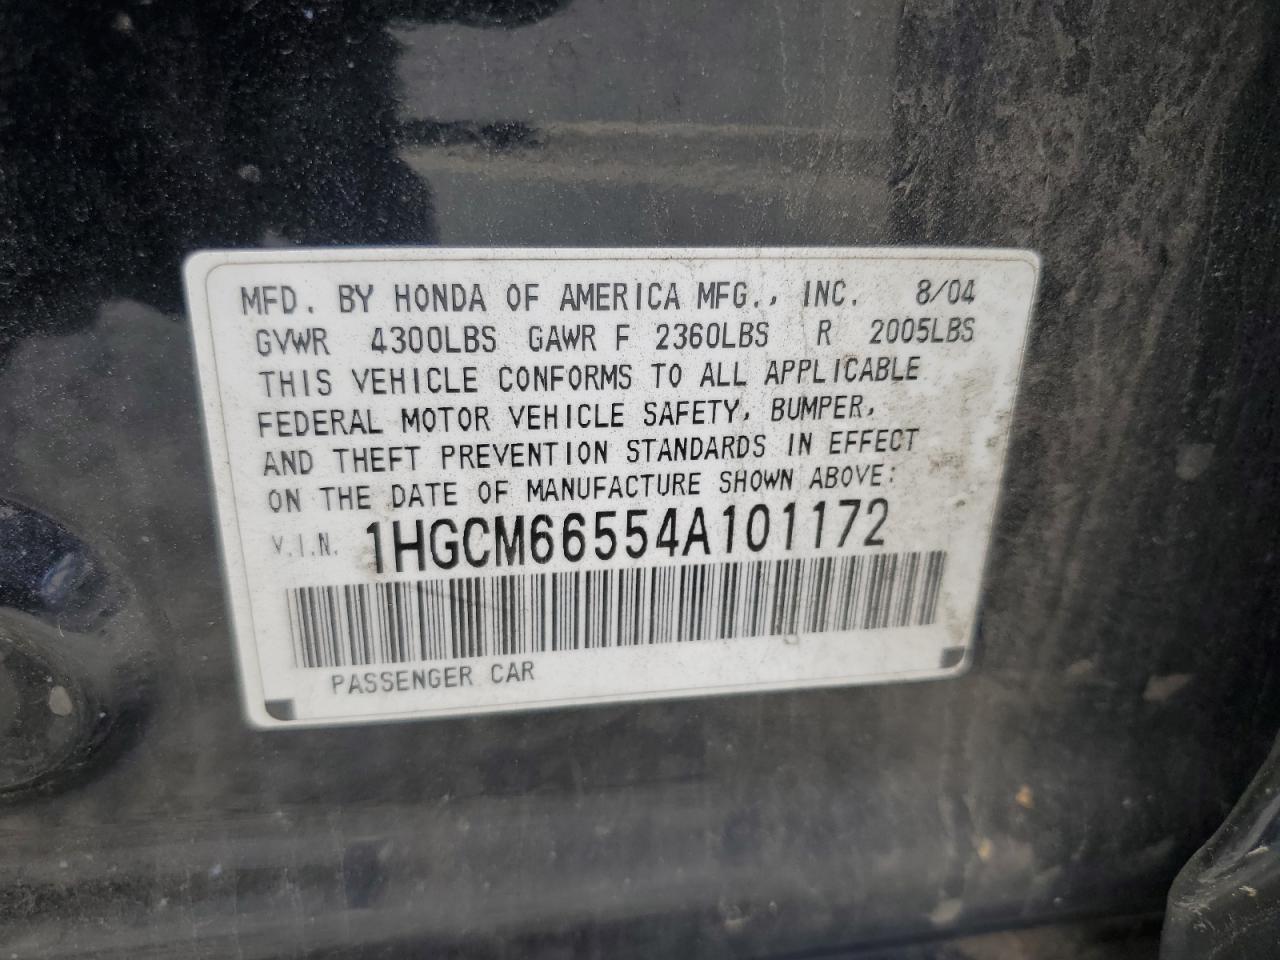 MFD. BY HONDA OF AMERICA MFG., INC. 8/04
GVWR 4300LBS GAWR F 2360LBS R 2005LBS
THIS VEHICLE CONFORMS TO ALL APPLICABLE
FEDERAL MOTOR VEHICLE SAFETY, BUMPER,
AND THEFT PREVENTION STANDARDS IN EFFECT
ON THE DATE OF MANUFACTURE SHOWN ABOVE:
V.I.N. 1HGCM66554A101172
PASSENGER CAR